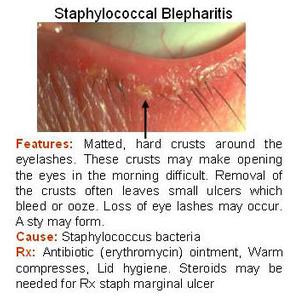 Staphylococcal Blepharitis
Features: Matted, hard crusts around the
eyelashes. These crusts may make opening
the eyes in the morning difficult. Removal of
the crusts often leaves small ulcers which
bleed or ooze. Loss of eye lashes may occur.
A sty may form.
Cause: Staphylococcus bacteria
Rx: Antibiotic (erythromycin) ointment, Warm
compresses, Lid hygiene. Steroids may be
needed for Rx staph marginal ulcer